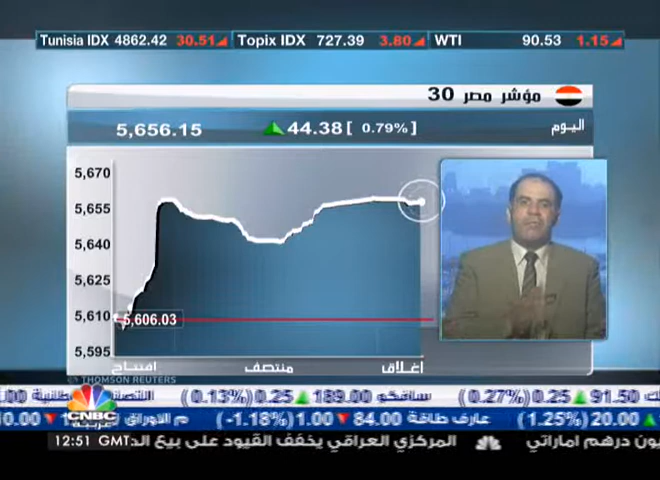 Tunisia IDX 4862.42 30.51 Topix IDX 727.39 3.80 WTI 90.53 1.15
مؤشر مصر 30
اليوم 44.38 [ 0.79%] 5,656.15
5,670
5,655
5,640
5,625
5,610
5,595
5,606.03
افتتاح منتصف إغلاق
THOMSON REUTERS
91.50 0.25 (0.27%) سافكو 189.00 0.25 (0.13%)
20.00 (1.25%) عارف طاقة 84.00 1.00 (-1.18%) م الاوراق
CNBC
عربية
12:51 GMT
يون درهم اماراتي المركزي العراقي يخفف القيود على بيع الد